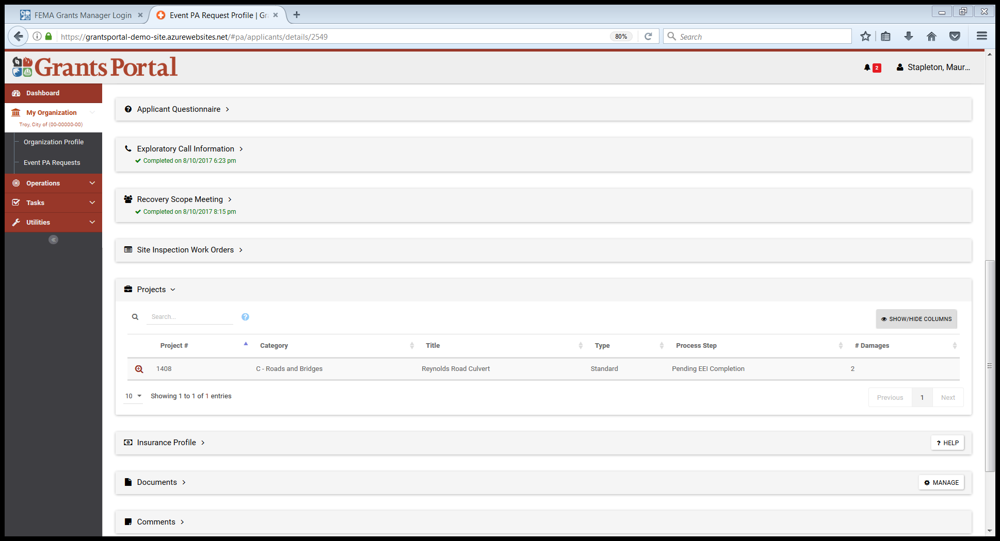 FEMA Grants Manager Login
Event PA Request Profile | Gr
https://grantsportal-demo-site.azurewebsites.net/#pa/applicants/details/2549
80%
Search
Grants Portal
2
Stapleton, Maur...
Dashboard
My Organization
Troy, City of (00-00000-00)
Organization Profile
Event PA Requests
Operations
Tasks
Utilities
Applicant Questionnaire
Exploratory Call Information
Completed on 8/10/2017 6:23 pm
Recovery Scope Meeting
Completed on 8/10/2017 8:15 pm
Site Inspection Work Orders
Projects
Search...
SHOW/HIDE COLUMNS
Project # Category Title Type Process Step # Damages
1408 C - Roads and Bridges Reynolds Road Culvert Standard Pending EEI Completion 2
10 Showing 1 to 1 of 1 entries
Previous 1 Next
Insurance Profile
? HELP
Documents
MANAGE
Comments